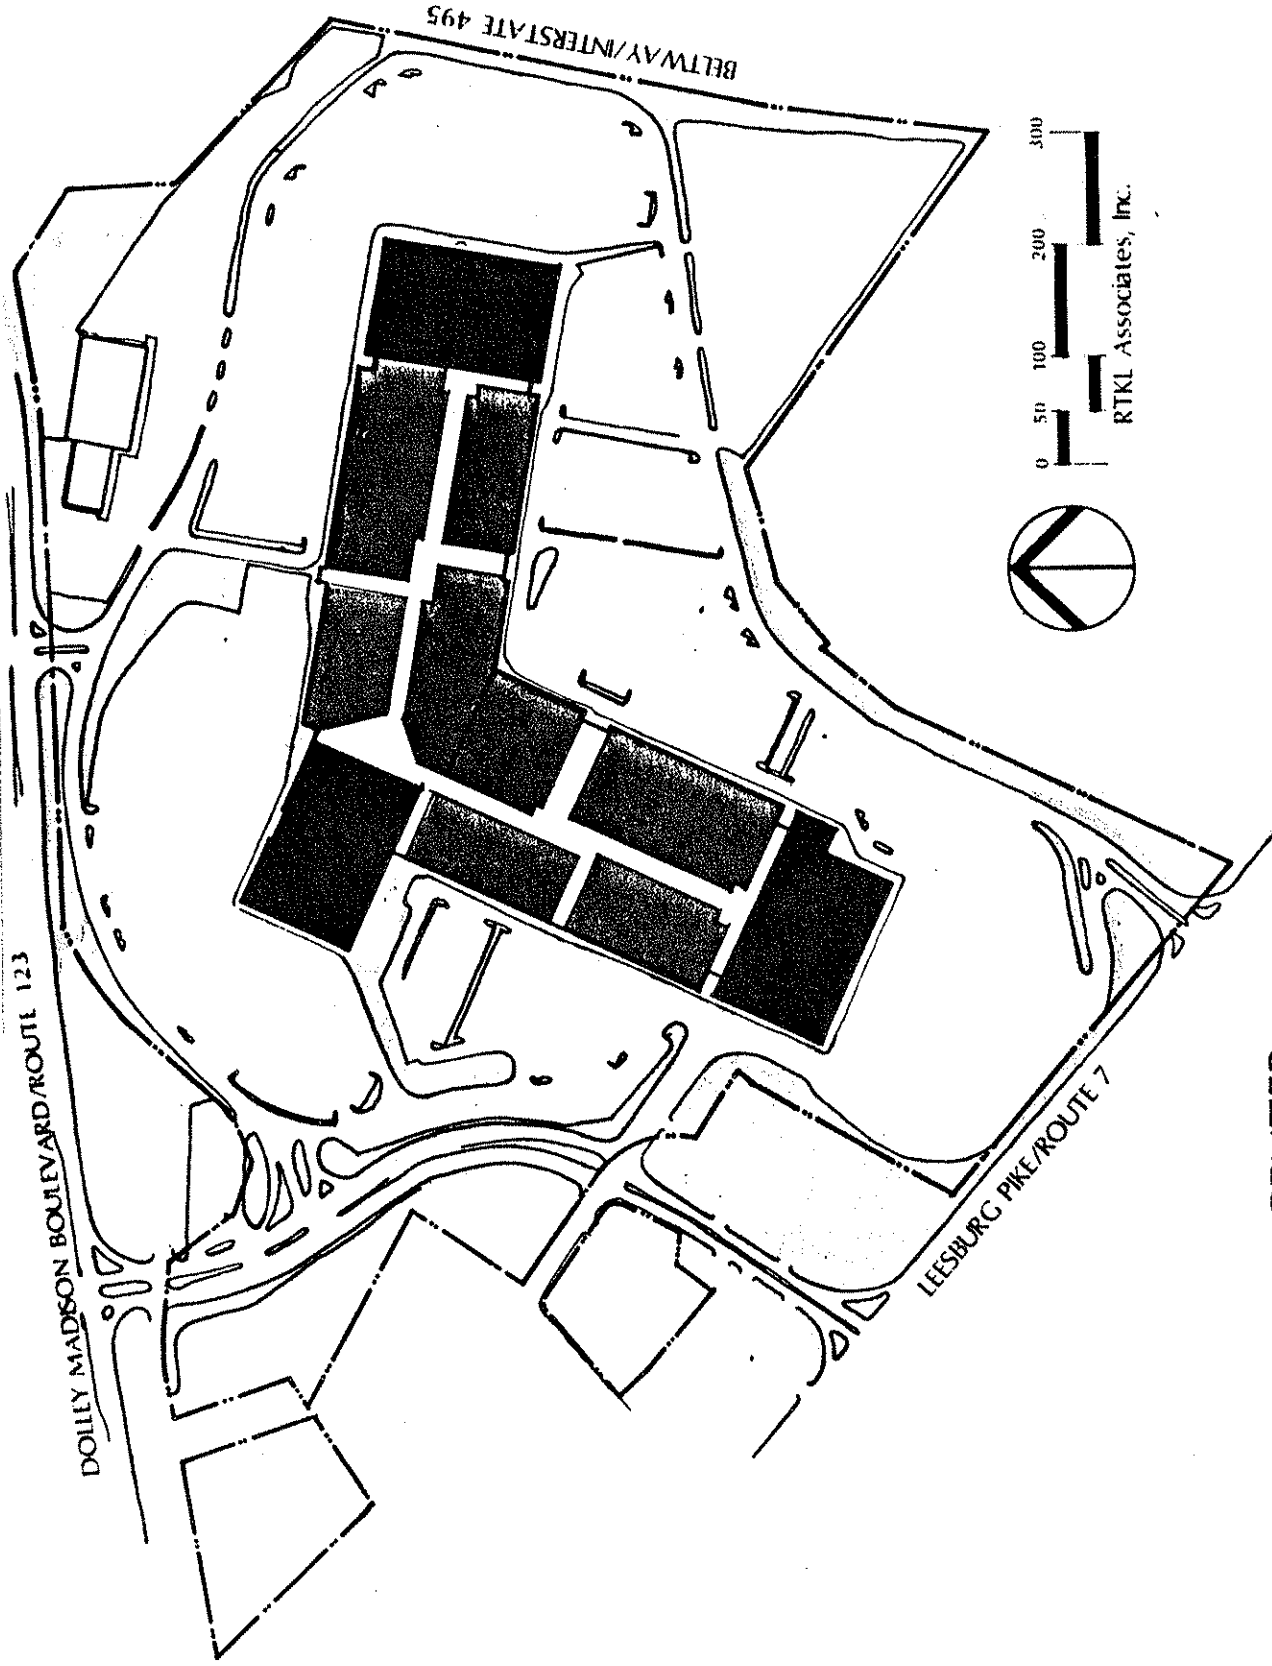 BELTWAY/INTERSTATE 495
DOLLEY MADISON BOULEVARD/ROUTE 123
LEESBURG PIKE/ROUTE 7
0 50 100 200 300
RTKL Associates, Inc.